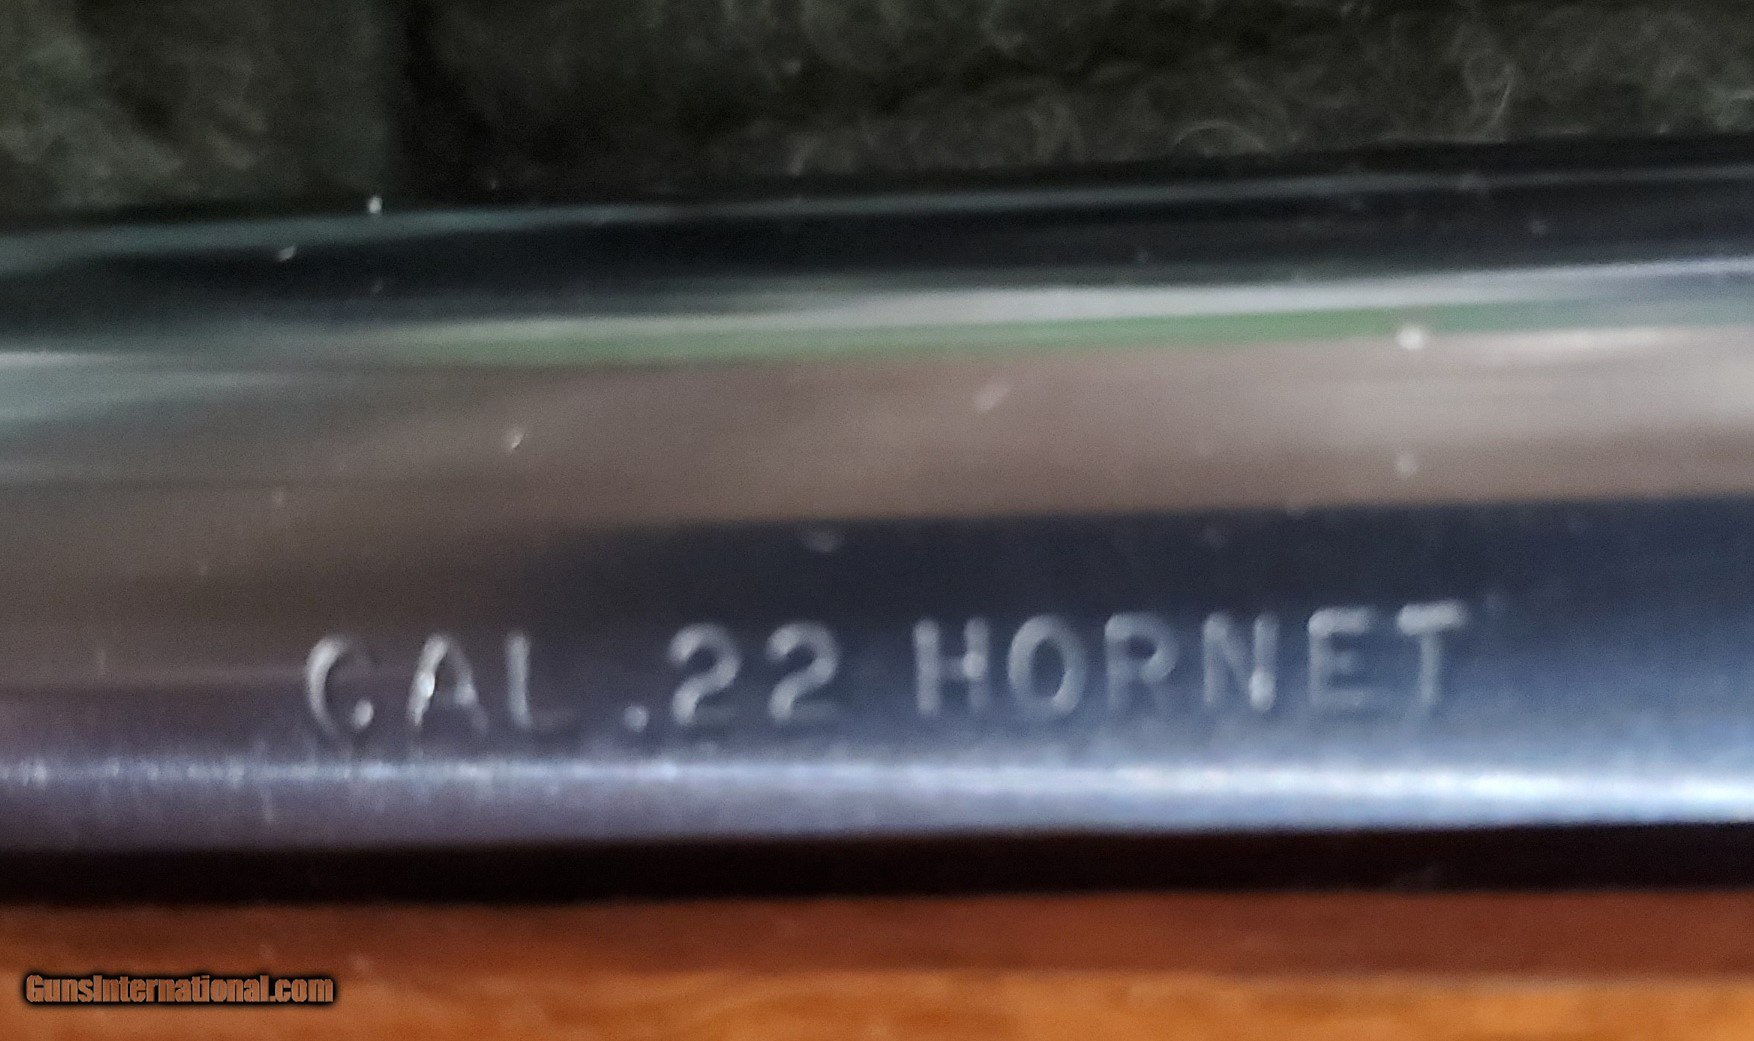 CAL .22 HORNET
GunsInternational.com